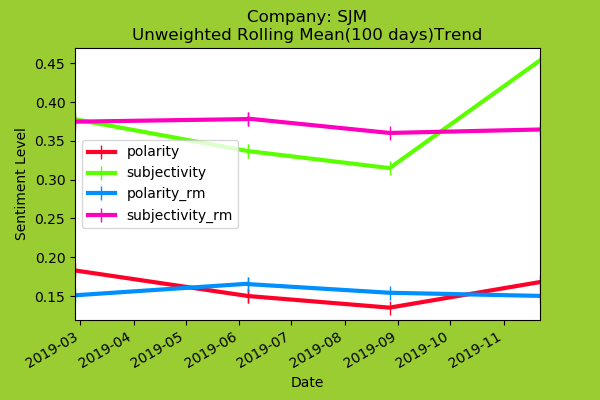 Company: SJM
Unweighted Rolling Mean(100 days)Trend
Sentiment Level
0.45
0.40
0.35
0.30
0.25
0.20
0.15
polarity
subjectivity
polarity_rm
subjectivity_rm
2019-03
2019-04
2019-05
2019-06
2019-07
2019-08
2019-09
2019-10
2019-11
Date